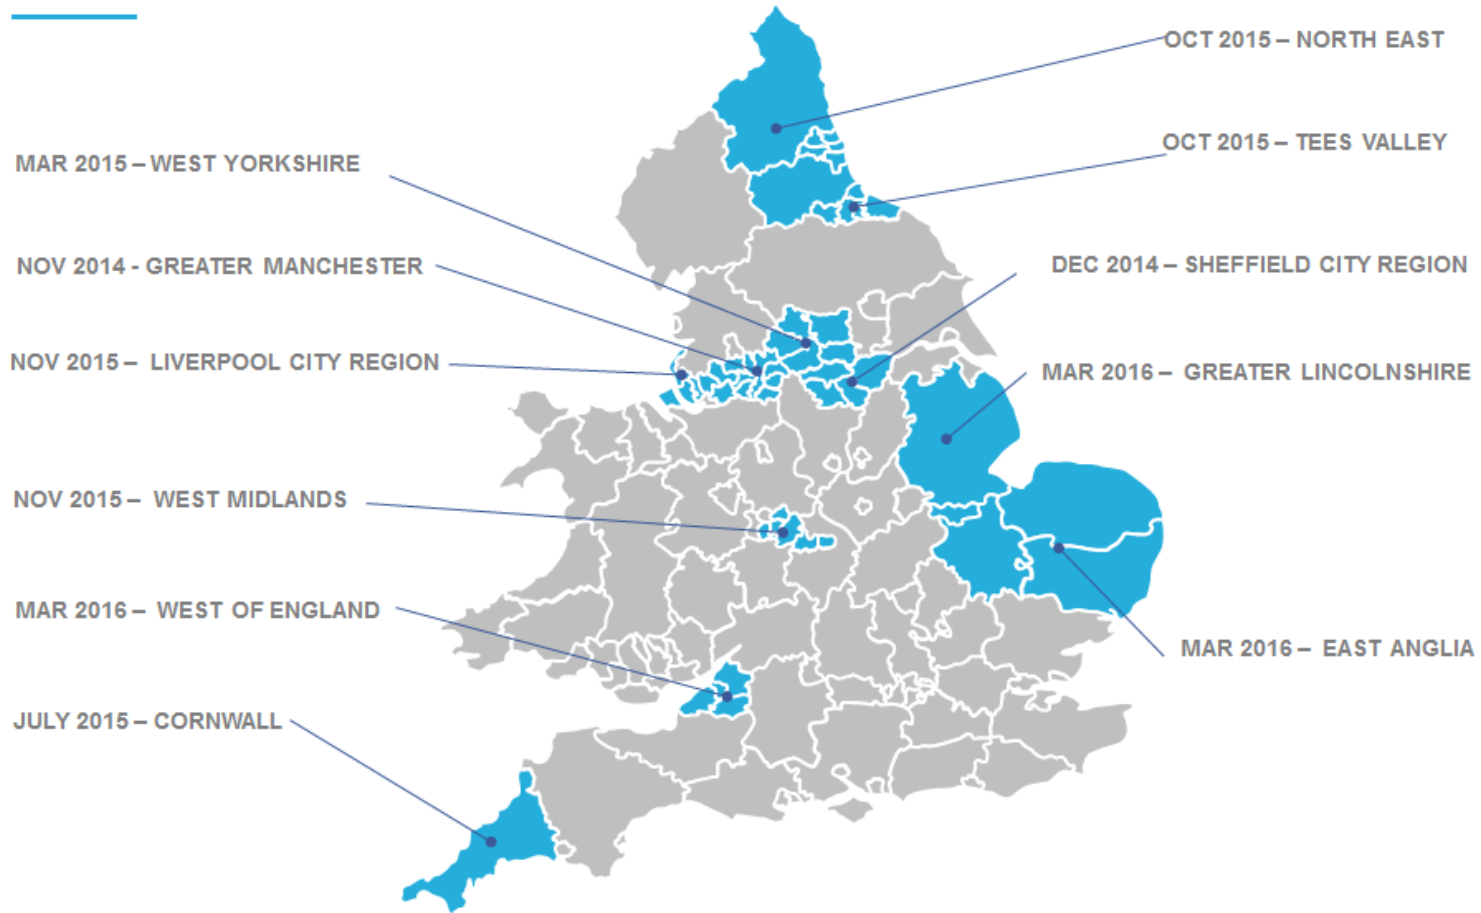 OCT 2015 – NORTH EAST
OCT 2015 – TEES VALLEY
MAR 2015 – WEST YORKSHIRE
NOV 2014 - GREATER MANCHESTER
DEC 2014 – SHEFFIELD CITY REGION
NOV 2015 – LIVERPOOL CITY REGION
MAR 2016 – GREATER LINCOLNSHIRE
NOV 2015 – WEST MIDLANDS
MAR 2016 – WEST OF ENGLAND
MAR 2016 – EAST ANGLIA
JULY 2015 – CORNWALL